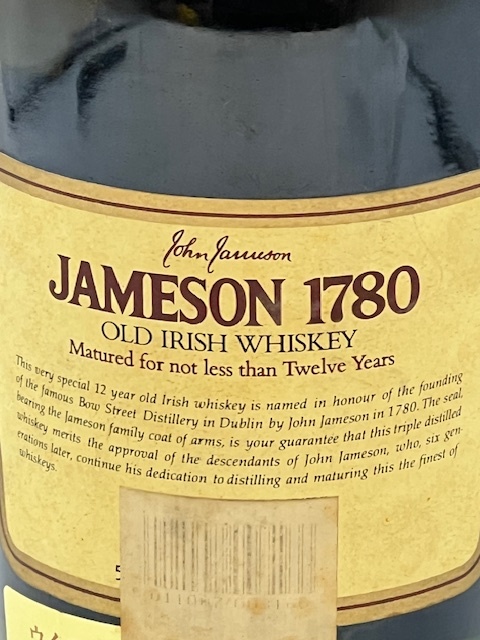 John Jameson
JAMESON 1780
OLD IRISH WHISKEY
Matured for not less than Twelve Years
This very special 12 year old Irish whiskey is named in honour of the founding
of the famous Bow Street Distillery in Dublin by John Jameson in 1780. The seal,
bearing the Jameson family coat of arms, is your guarantee that this triple distilled
whiskey merits the approval of the descendants of John Jameson, who, six gen-
erations later, continue his dedication to distilling and maturing this the finest of
whiskeys.
5
ウイ